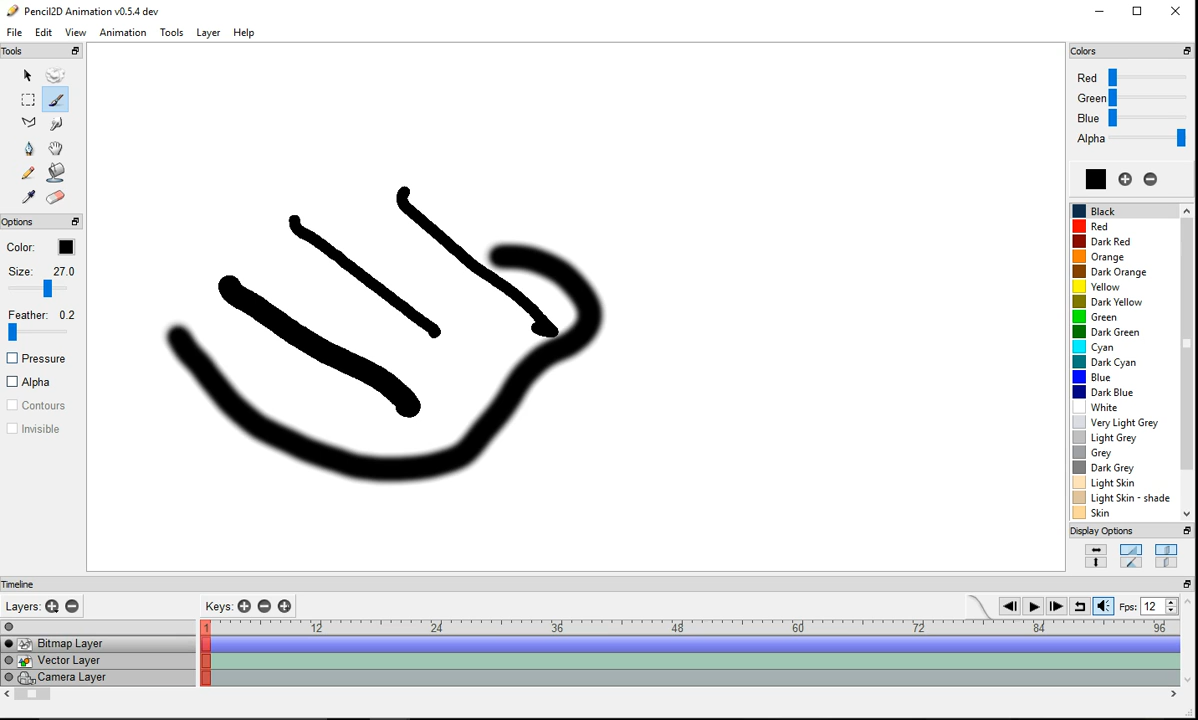 Pencil2D Animation v0.5.4 dev
File Edit View Animation Tools Layer Help
Tools
Options
Color:
Size: 27.0
Feather: 0.2
Pressure
Alpha
Contours
Invisible
Colors
Red
Green
Blue
Alpha
Black
Red
Dark Red
Orange
Dark Orange
Yellow
Dark Yellow
Green
Dark Green
Cyan
Dark Cyan
Blue
Dark Blue
White
Very Light Grey
Light Grey
Grey
Dark Grey
Light Skin
Light Skin - shade
Skin
Display Options
Timeline
Layers: Keys: Fps: 12
1 12 24 36 48 60 72 84 96
Bitmap Layer
Vector Layer
Camera Layer